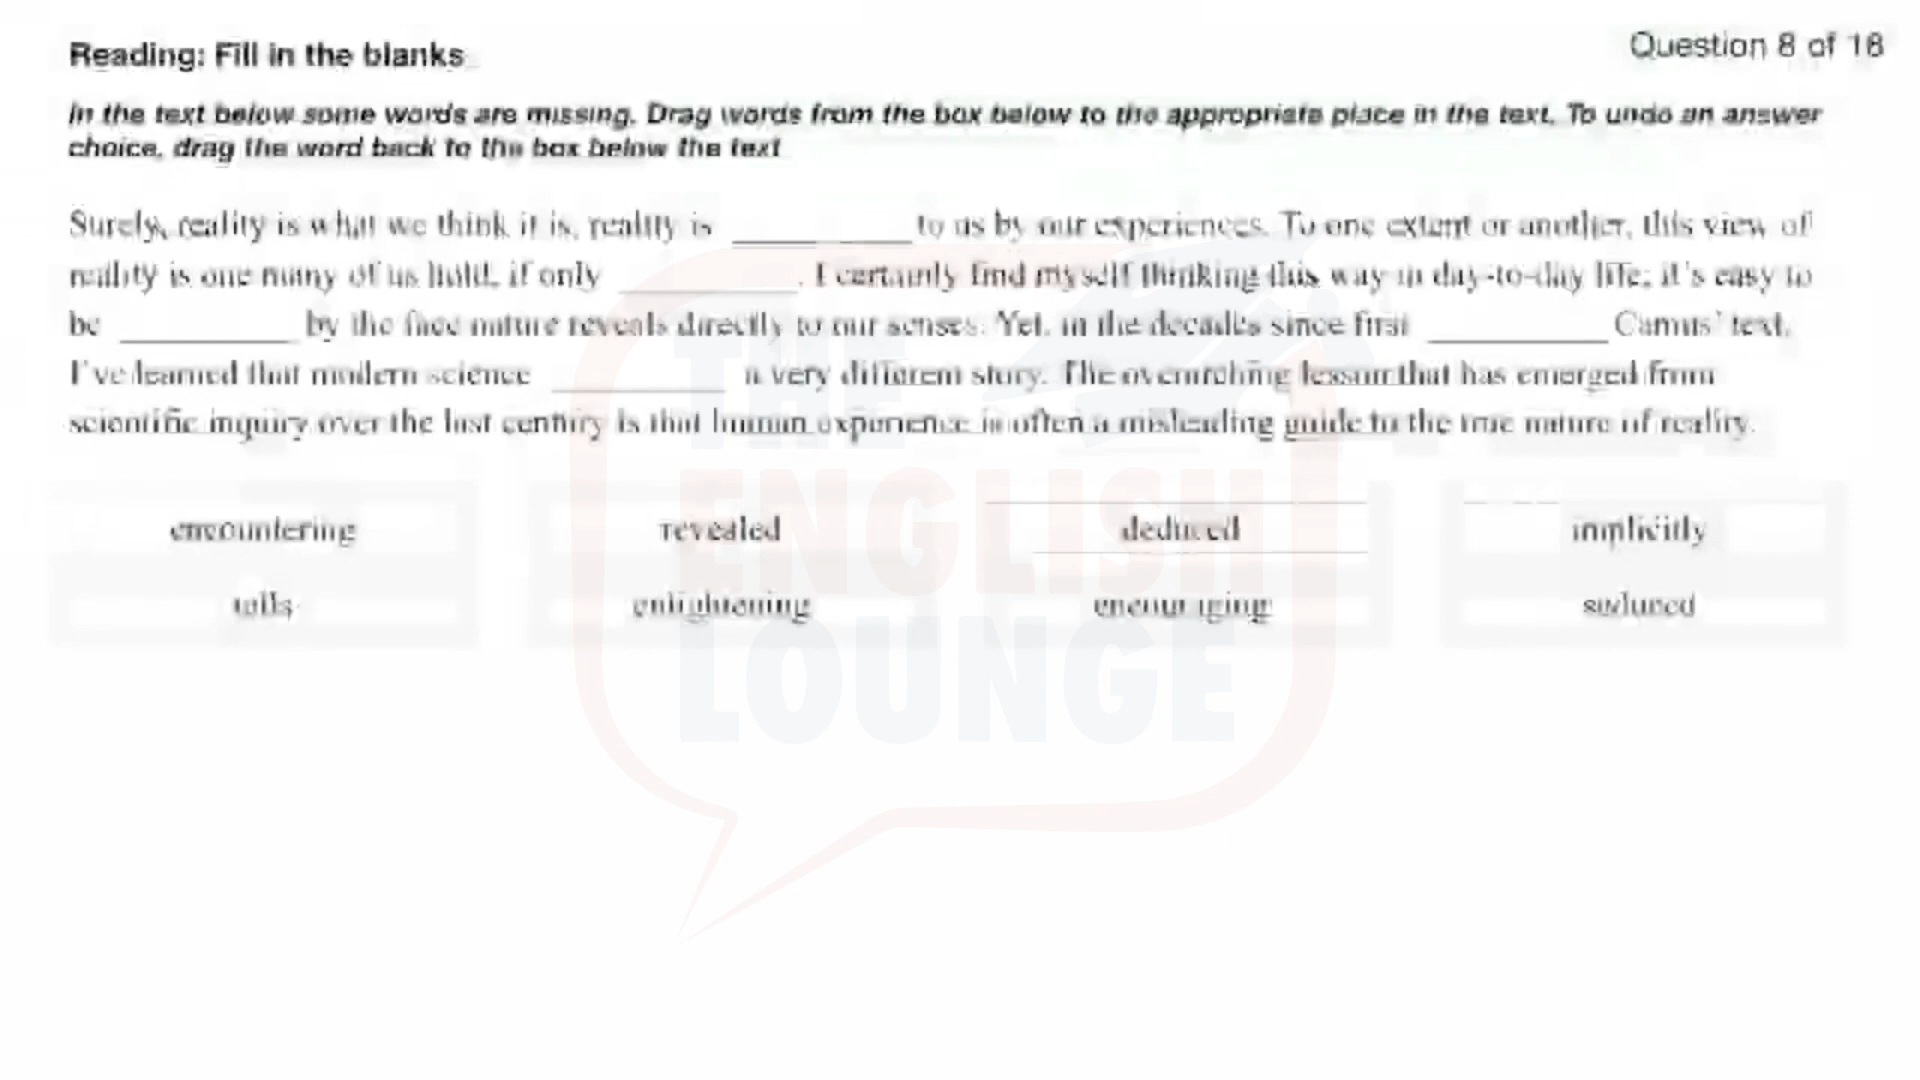 Reading: Fill in the blanks
Question 8 of 18
In the text below some words are missing. Drag words from the box below to the appropriate place in the text. To undo an answer
choice, drag the word back to the box below the text
Surely, reality is what we think it is, reality is __________ to us by our experiences. To one extent or another, this view of
reality is one many of us hold, if only __________. I certainly find myself thinking this way in day-to-day life; it's easy to
be __________ by the face nature reveals directly to our senses. Yet, in the decades since first __________ Camus' text,
I've learned that modern science __________ a very different story. The overarching lesson that has emerged from
scientific inquiry over the last century is that human experience is often a misleading guide to the true nature of reality.
encountering revealed deduced implicitly
tells enlightening encouraging seduced
THE
ENGLISH
LOUNGE